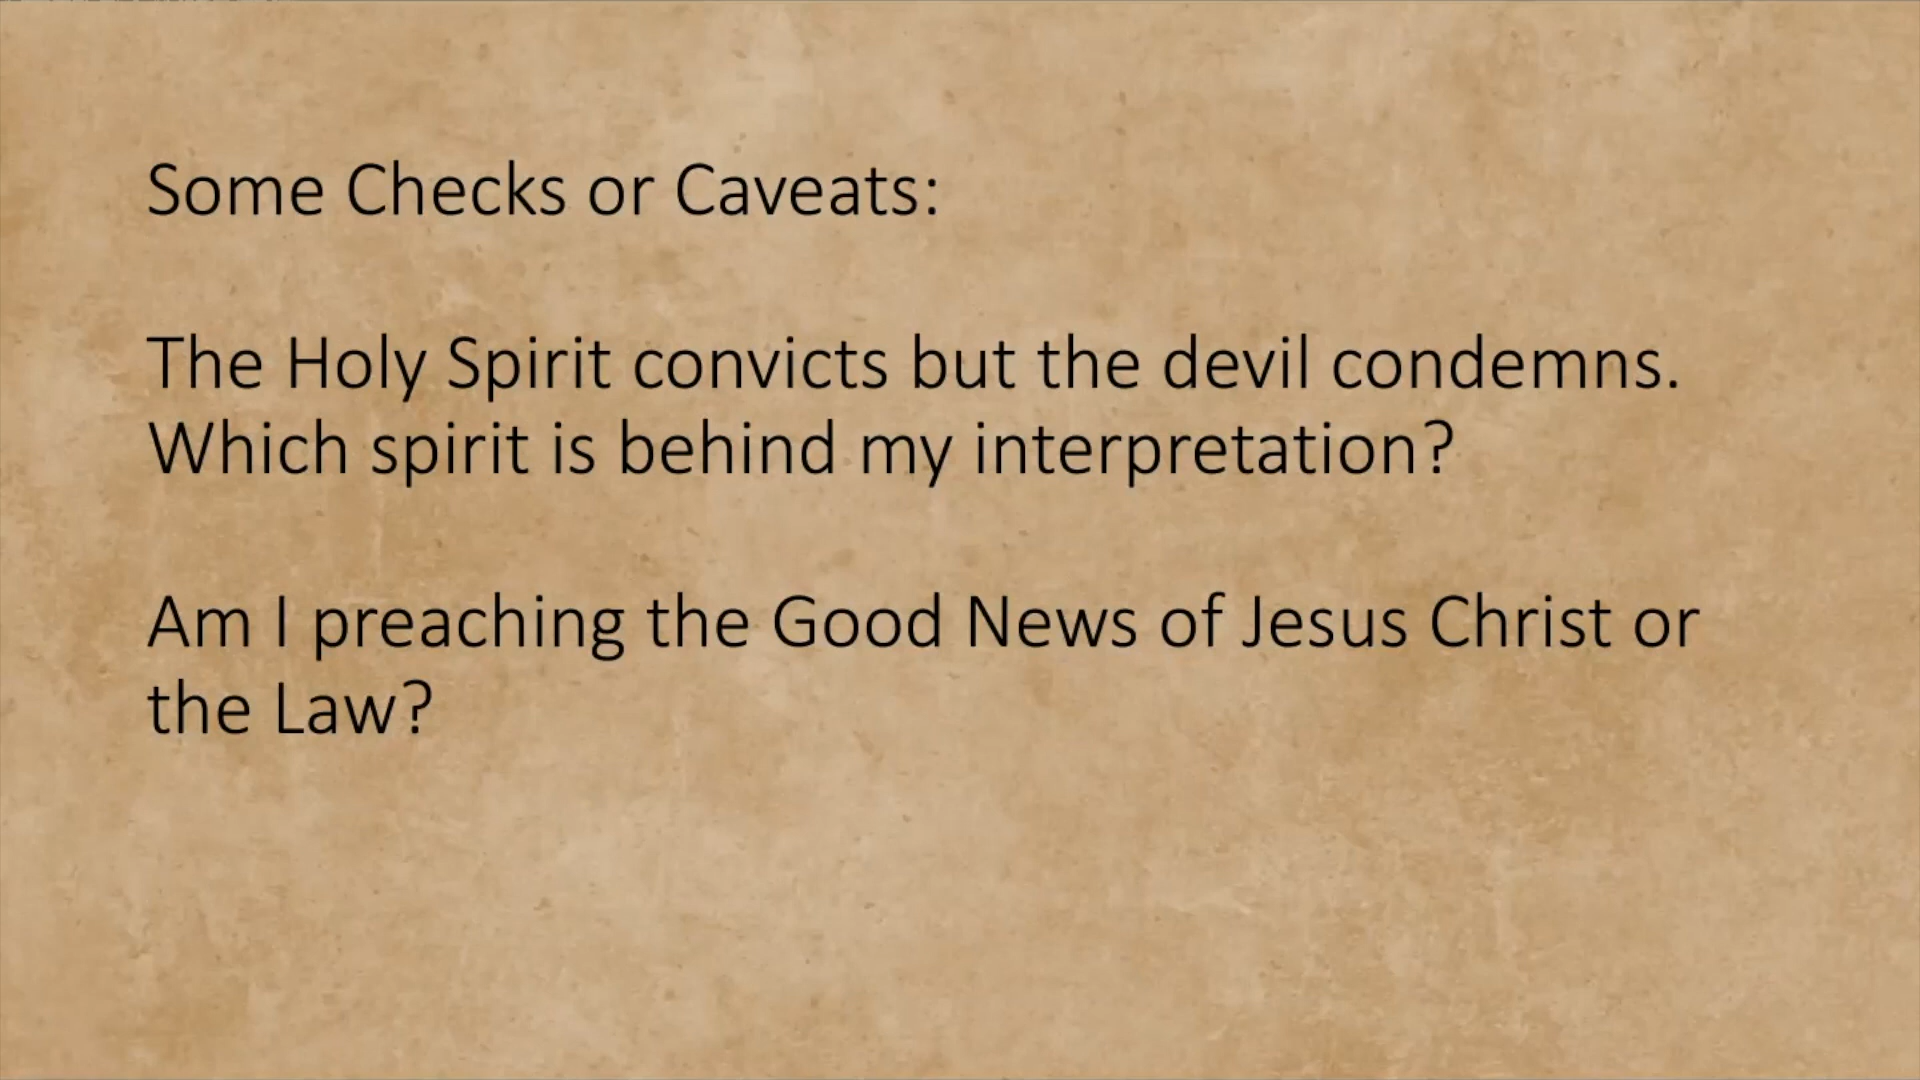 Some Checks or Caveats:
The Holy Spirit convicts but the devil condemns.
Which spirit is behind my interpretation?
Am I preaching the Good News of Jesus Christ or
the Law?